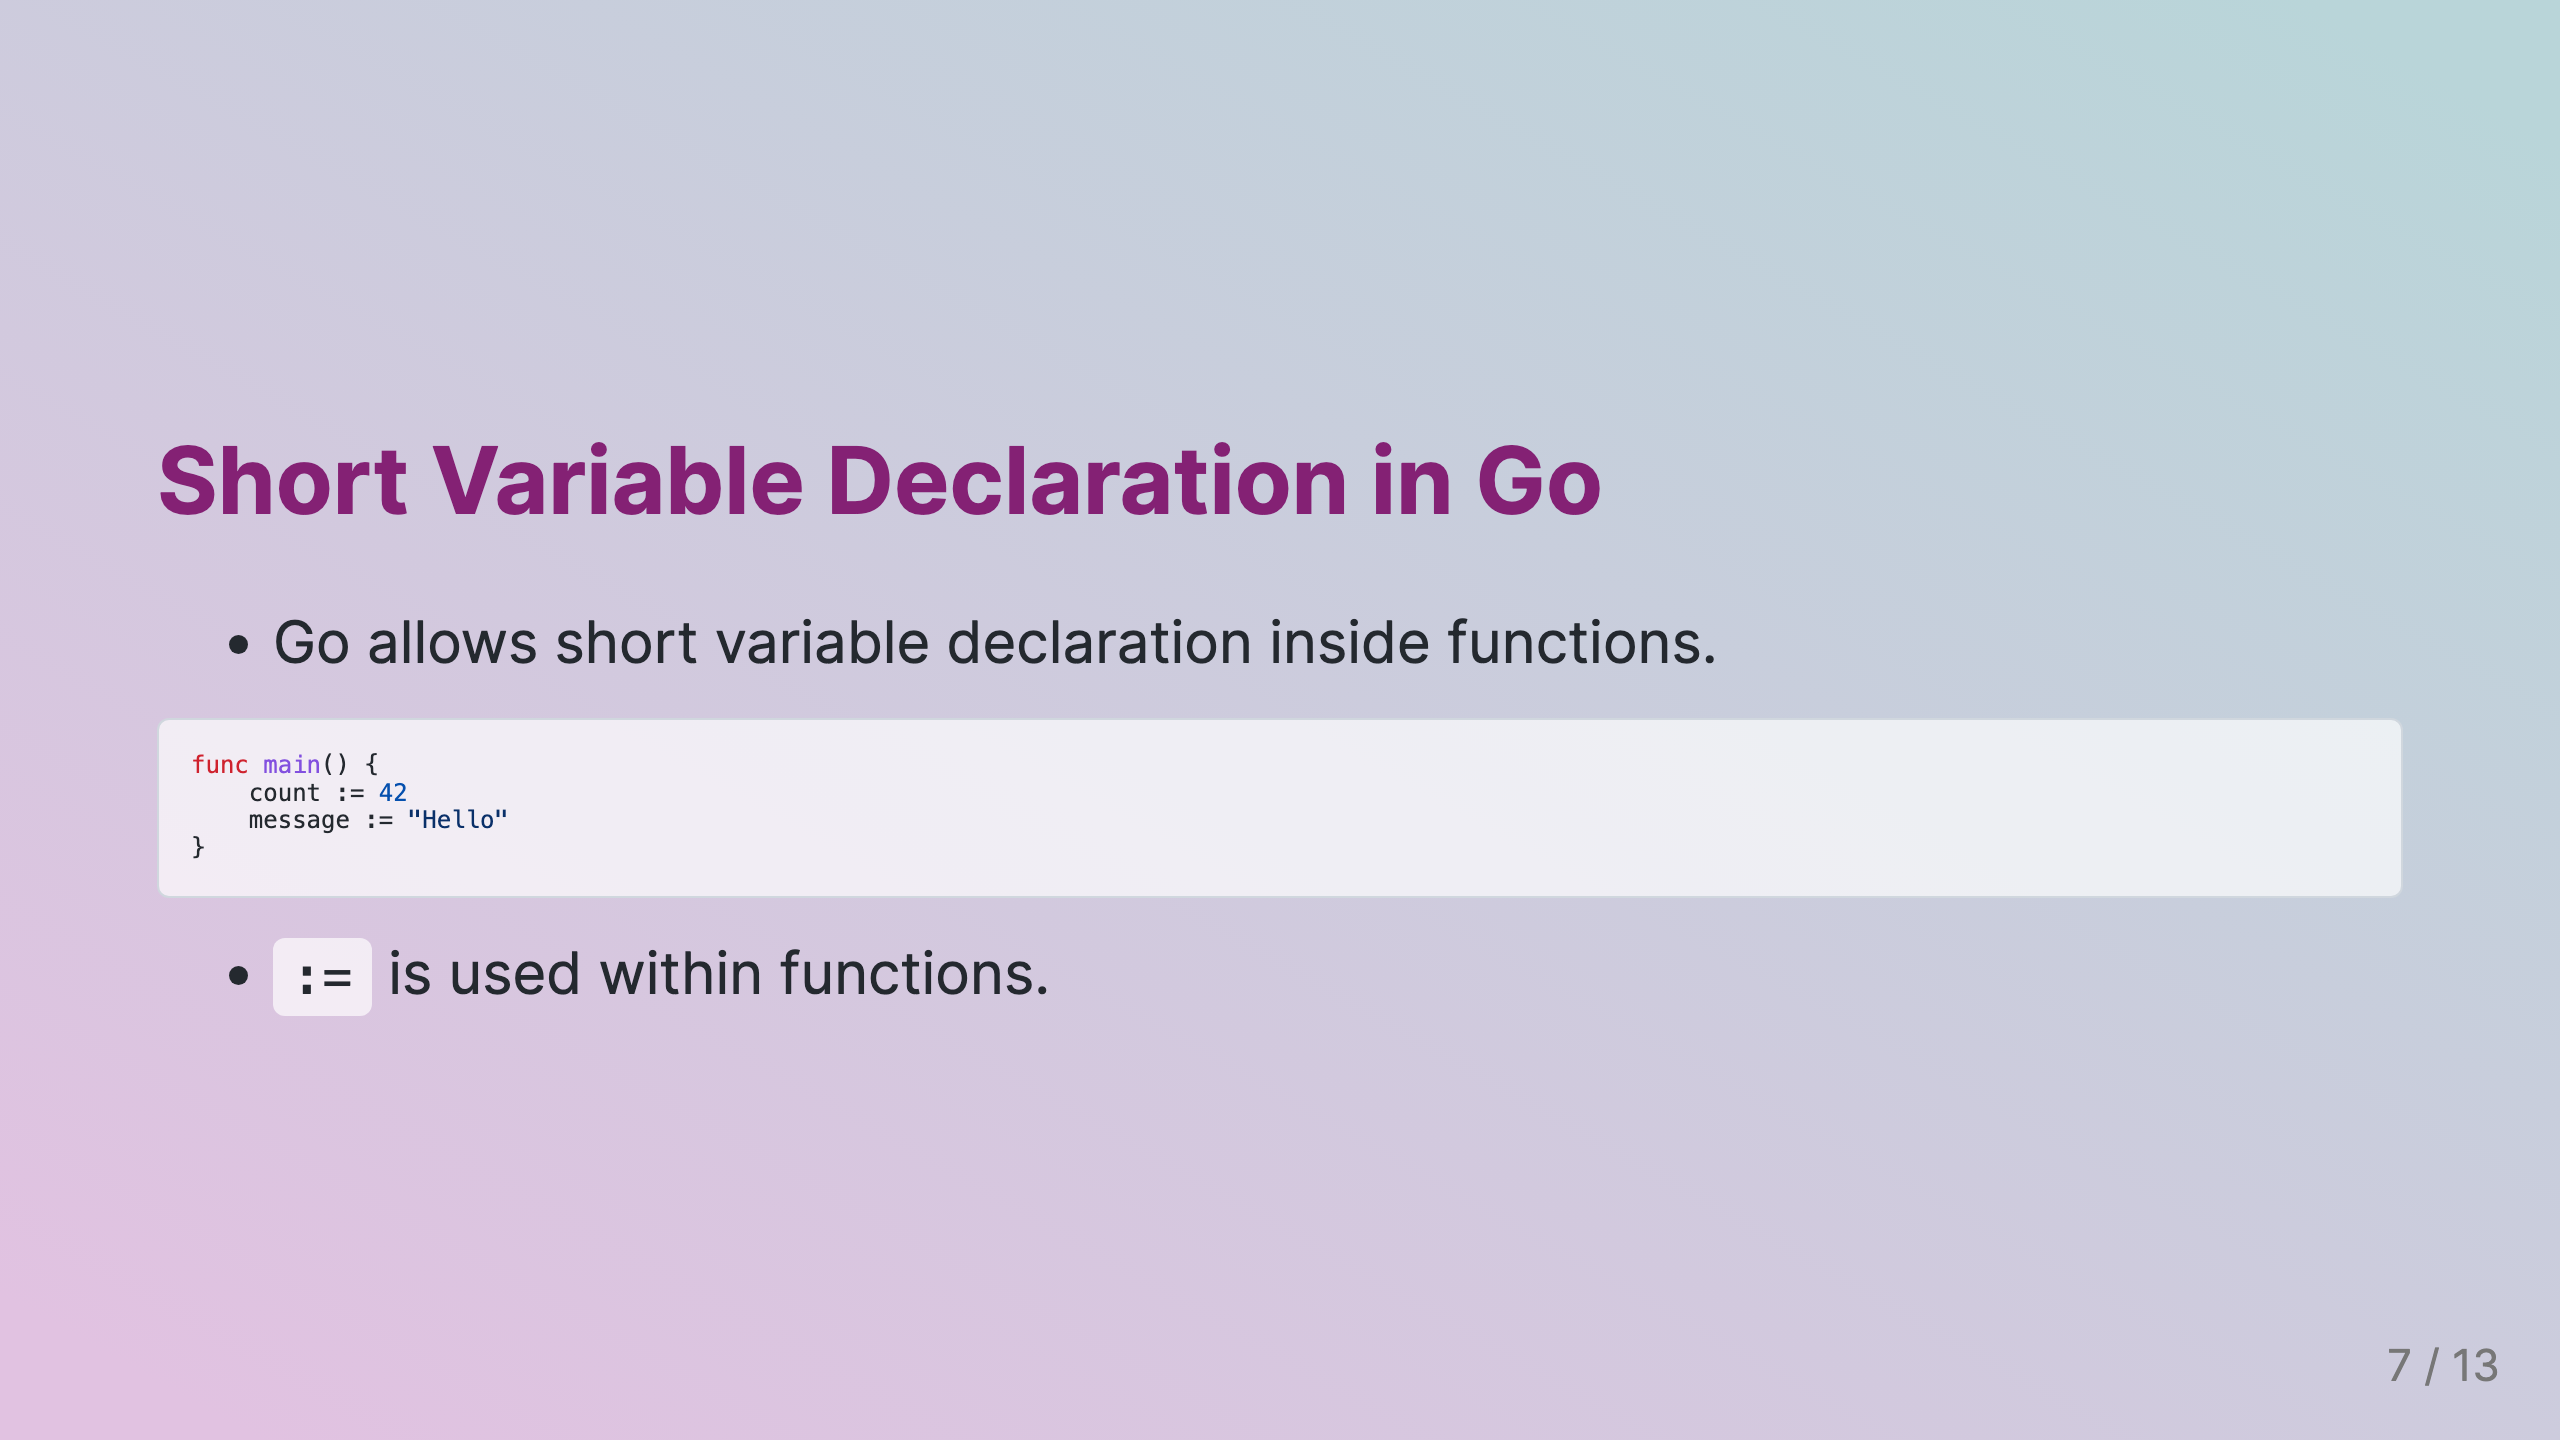 Short Variable Declaration in Go
• Go allows short variable declaration inside functions.
func main() {
    count := 42
    message := "Hello"
}
• := is used within functions.
7 / 13